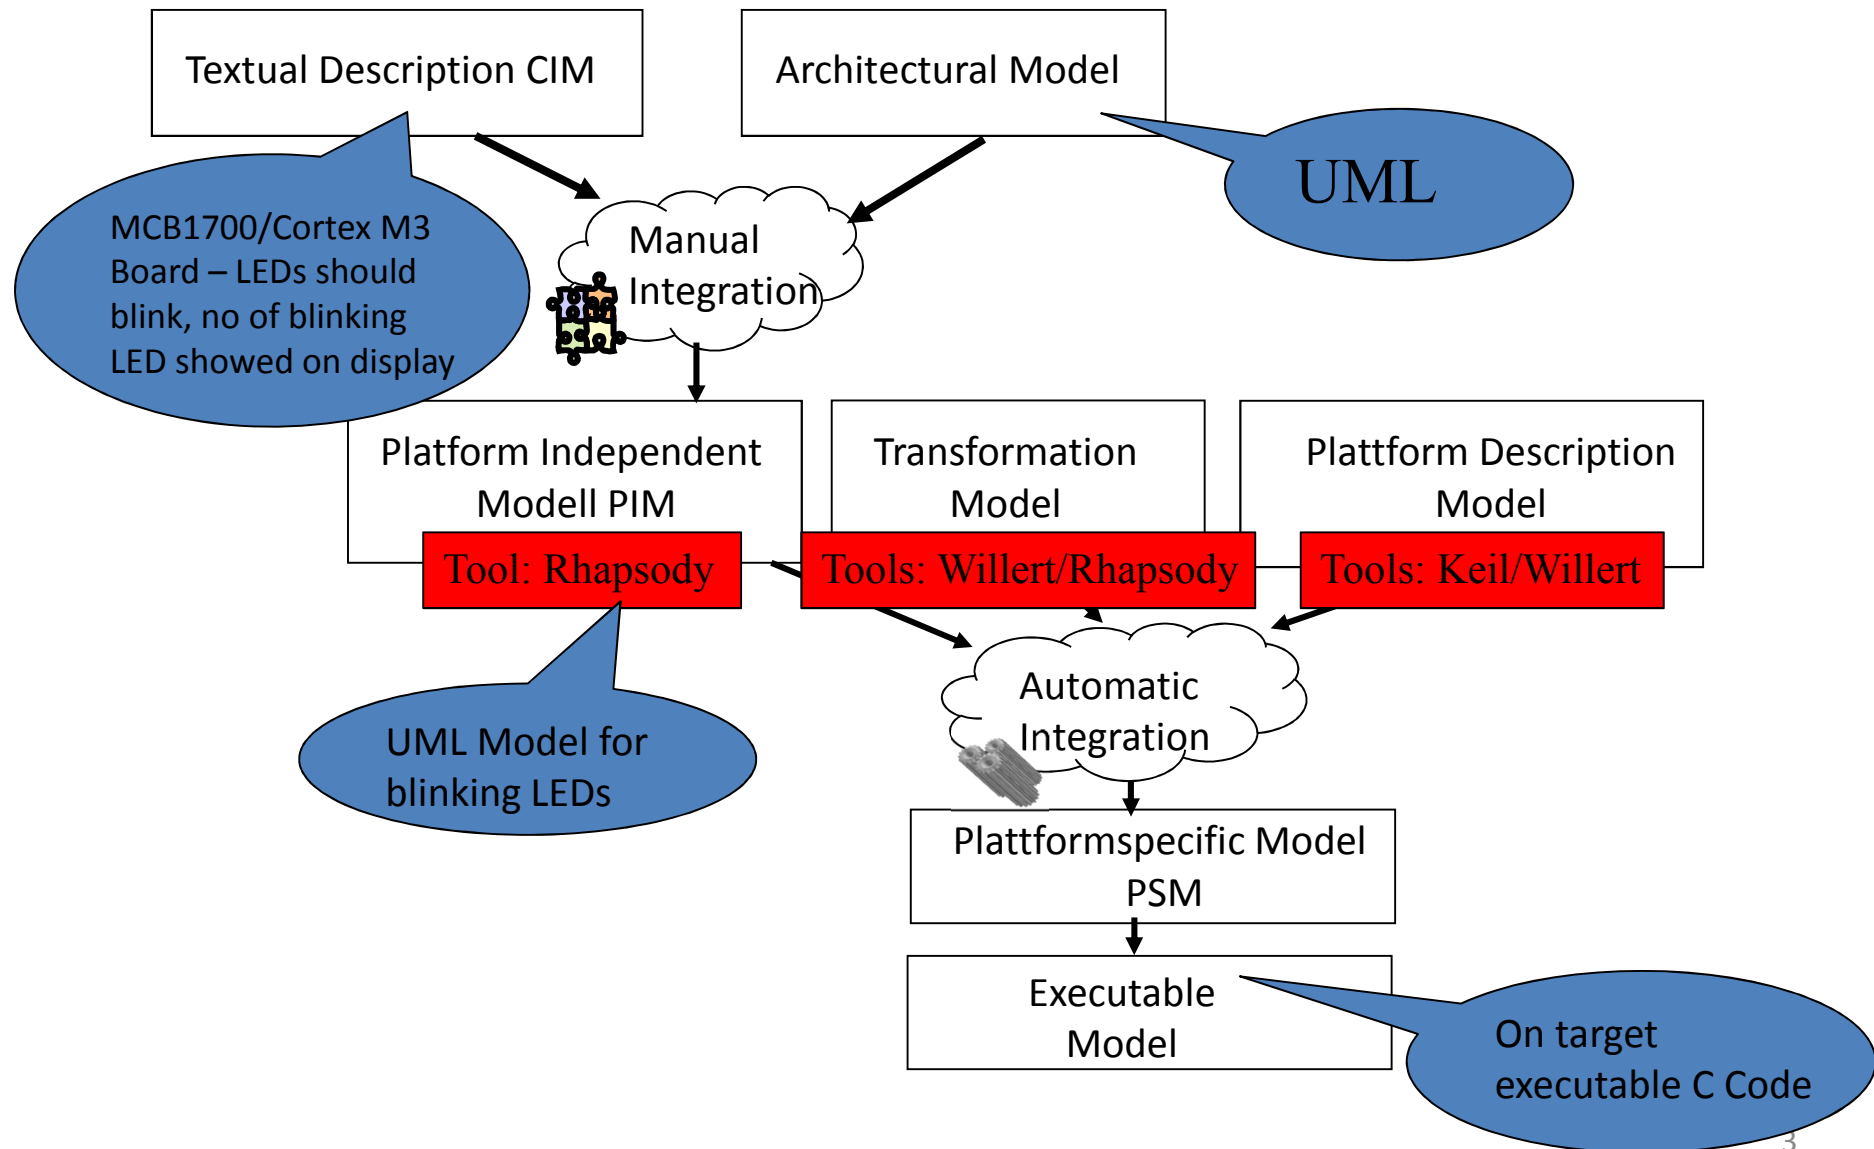 Textual Description CIM
Architectural Model
UML
MCB1700/Cortex M3
Board – LEDs should
blink, no of blinking
LED showed on display
Manual
Integration
Platform Independent
Modell PIM
Transformation
Model
Plattform Description
Model
Tool: Rhapsody
Tools: Willert/Rhapsody
Tools: Keil/Willert
UML Model for
blinking LEDs
Automatic
Integration
Plattformspecific Model
PSM
Executable
Model
On target
executable C Code
3